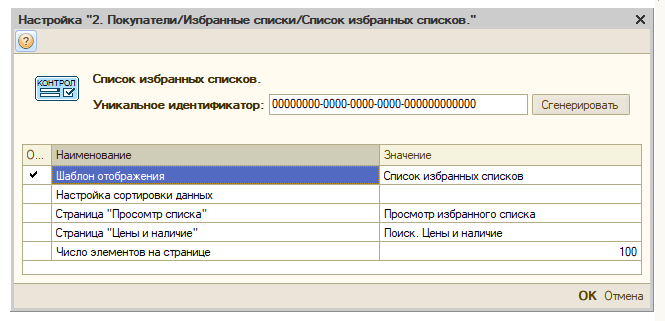 Настройка "2. Покупатели/Избранные списки/Список избранных списков."
?
КОНТРОЛ
Список избранных списков.
Уникальное идентификатор: 00000000-0000-0000-0000-000000000000 Сгенерировать
О... Наименование Значение
Шаблон отображения Список избранных списков
Настройка сортировки данных
Страница "Просомтр списка" Просмотр избранного списка
Страница "Цены и наличие" Поиск. Цены и наличие
Число элементов на странице 100
OK Отмена